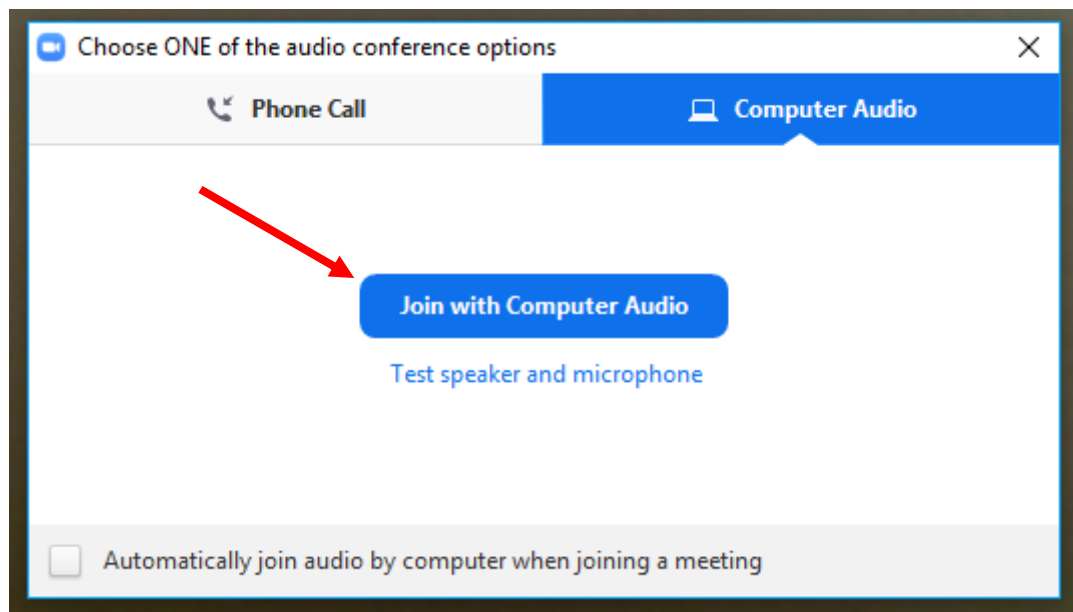 Choose ONE of the audio conference options
Phone Call
Computer Audio
Join with Computer Audio
Test speaker and microphone
Automatically join audio by computer when joining a meeting